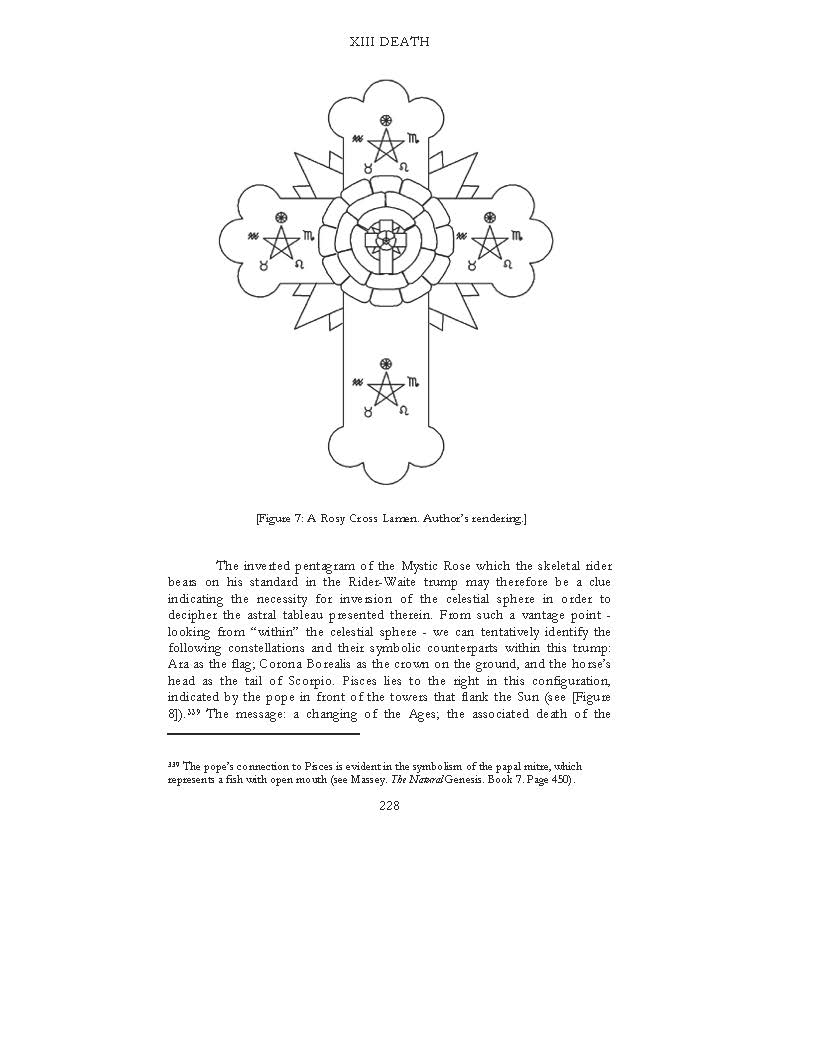 XIII DEATH
♒ ♏
♉ ♌
♒ ♏
♉ ♌
♒ ♏
♉ ♌
♒ ♏
♉ ♌
[Figure 7: A Rosy Cross Lamen. Author's rendering.]
The inverted pentagram of the Mystic Rose which the skeletal rider
bears on his standard in the Rider-Waite trump may therefore be a clue
indicating the necessity for inversion of the celestial sphere in order to
decipher the astral tableau presented therein. From such a vantage point -
looking from “within” the celestial sphere - we can tentatively identify the
following constellations and their symbolic counterparts within this trump:
Ara as the flag; Corona Borealis as the crown on the ground, and the horse's
head as the tail of Scorpio. Pisces lies to the right in this configuration,
indicated by the pope in front of the towers that flank the Sun (see [Figure
8]).³³⁹ The message: a changing of the Ages; the associated death of the
³³⁹ The pope's connection to Pisces is evident in the symbolism of the papal mitre, which
represents a fish with open mouth (see Massey. The Natural Genesis. Book 7. Page 450).
228